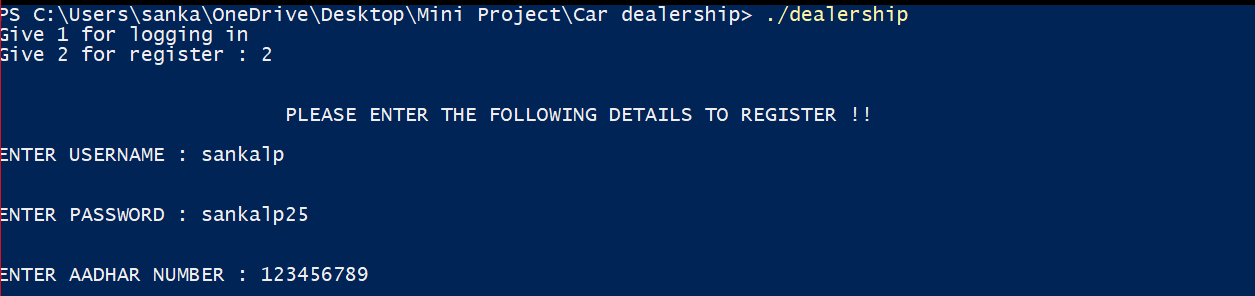 PS C:\Users\sanka\OneDrive\Desktop\Mini Project\Car dealership> ./dealership
Give 1 for logging in
Give 2 for register : 2
PLEASE ENTER THE FOLLOWING DETAILS TO REGISTER !!
ENTER USERNAME : sankalp
ENTER PASSWORD : sankalp25
ENTER AADHAR NUMBER : 123456789